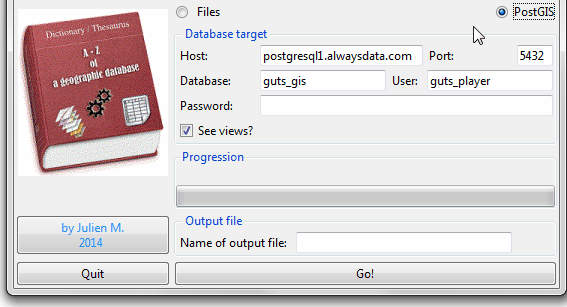 Files
PostGIS
Dictionary / Thesaurus
A - Z
of
a geographic database
Database target
Host: postgresql1.alwaysdata.com Port: 5432
Database: guts_gis User: guts_player
Password:
See views?
Progression
by Julien M.
2014
Output file
Name of output file:
Quit
Go!